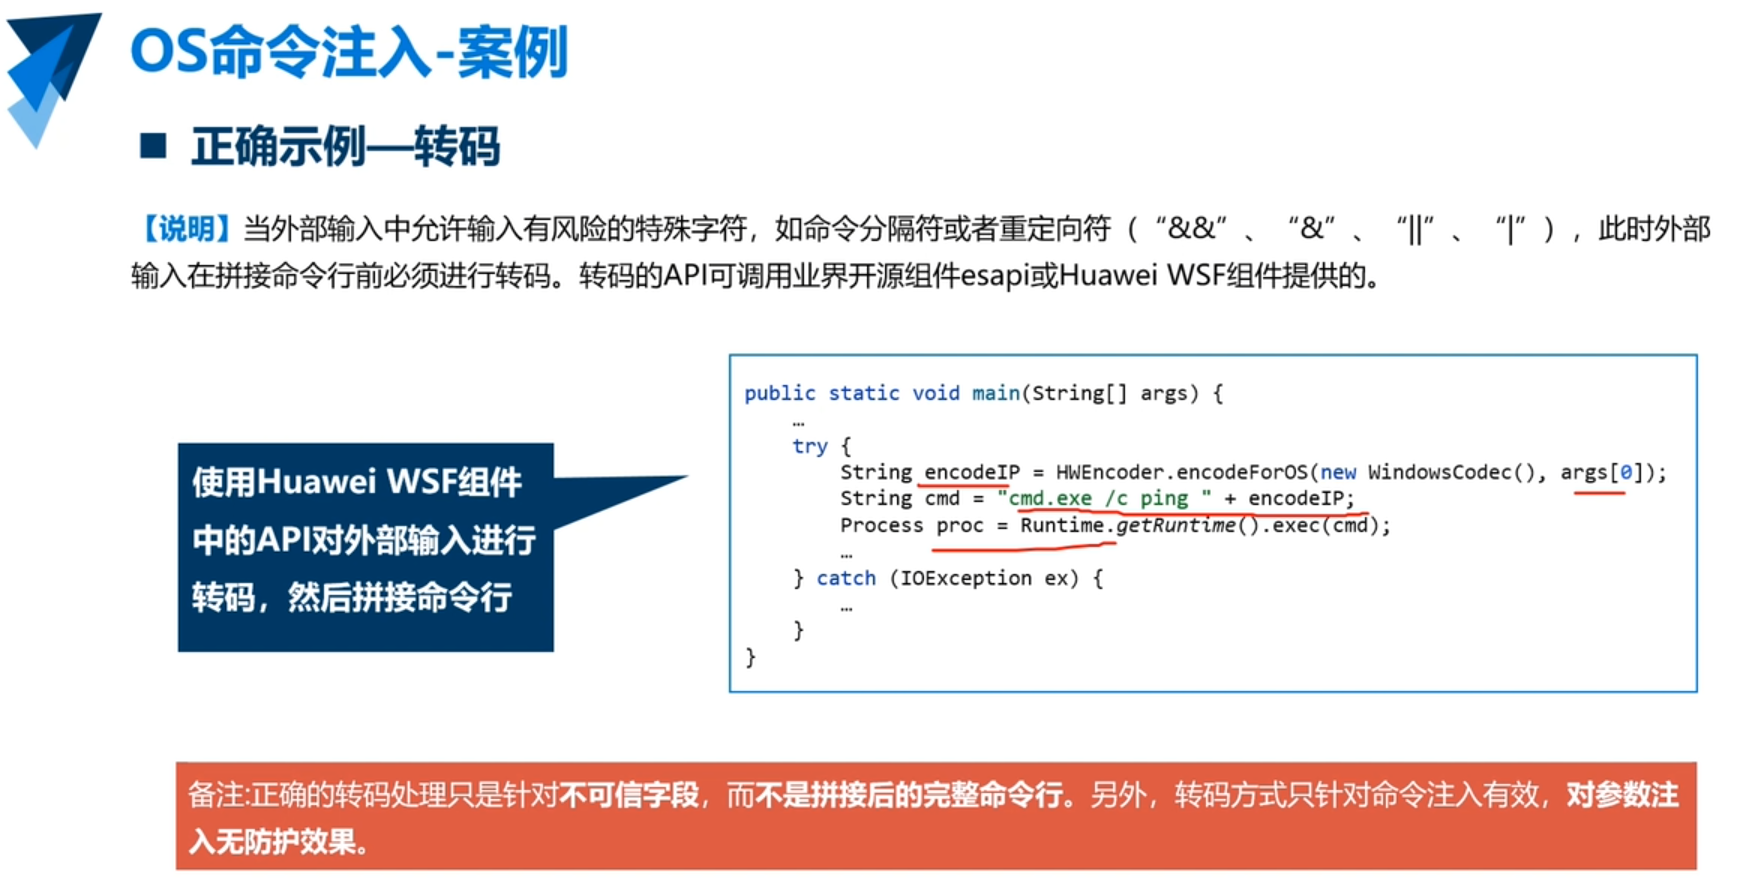 OS命令注入-案例
■ 正确示例—转码
【说明】当外部输入中允许输入有风险的特殊字符，如命令分隔符或者重定向符（“&&”、“&”、“||”、“|”），此时外部
输入在拼接命令行前必须进行转码。转码的API可调用业界开源组件esapi或Huawei WSF组件提供的。
使用Huawei WSF组件
中的API对外部输入进行
转码，然后拼接命令行
public static void main(String[] args) {
…
try {
String encodeIP = HWEncoder.encodeForOS(new WindowsCodec(), args[0]);
String cmd = "cmd.exe /c ping " + encodeIP;
Process proc = Runtime.getRuntime().exec(cmd);
…
} catch (IOException ex) {
…
}
}
备注:正确的转码处理只是针对不可信字段，而不是拼接后的完整命令行。另外，转码方式只针对命令注入有效，对参数注
入无防护效果。